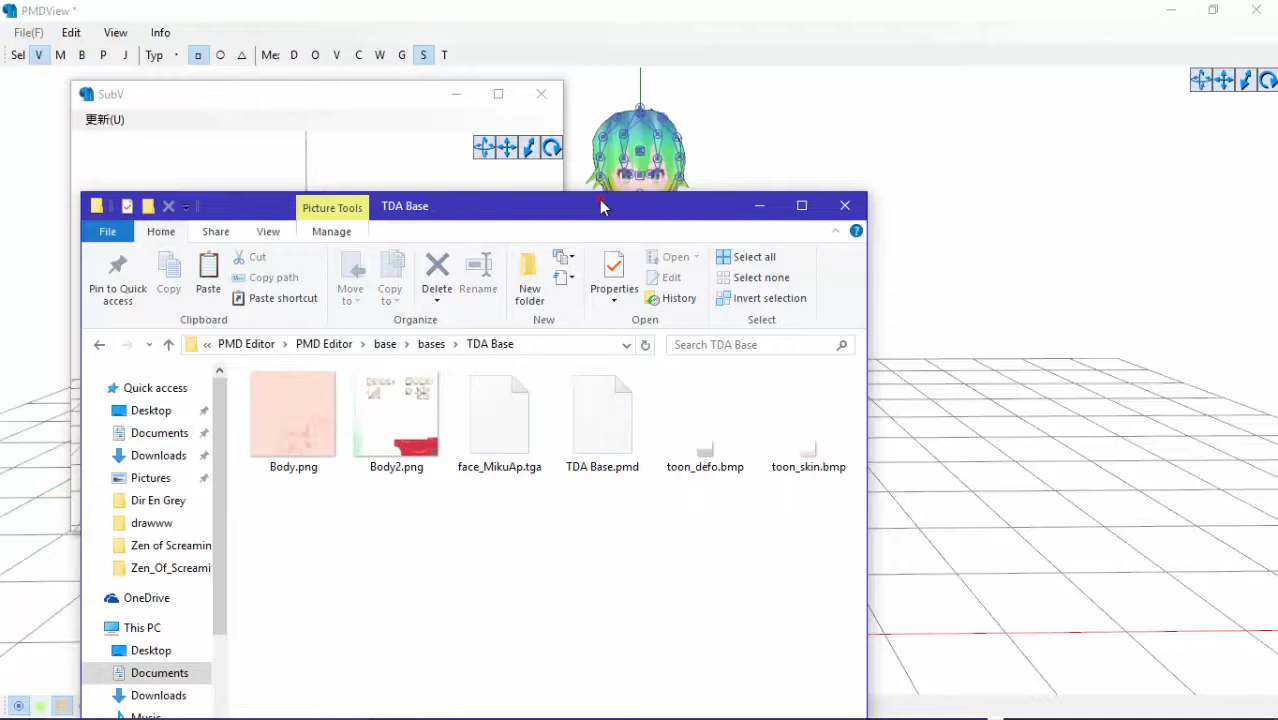 PMDView *
File(F) Edit View Info
Sel V M B P J Typ · Me: D O V C W G S T
SubV
更新(U)
Picture Tools TDA Base
File Home Share View Manage
Pin to Quick access
Copy
Paste
Cut
Copy path
Paste shortcut
Clipboard
Move to
Copy to
Delete
Rename
Organize
New folder
New
Properties
Open
Edit
History
Open
Select all
Select none
Invert selection
Select
« PMD Editor > PMD Editor > base > bases > TDA Base
Search TDA Base
Quick access
Desktop
Documents
Downloads
Pictures
Dir En Grey
drawww
Zen of Screamin
Zen_Of_Screami
OneDrive
This PC
Desktop
Documents
Downloads
Music
Body.png
Body2.png
face_MikuAp.tga
TDA Base.pmd
toon_defo.bmp
toon_skin.bmp